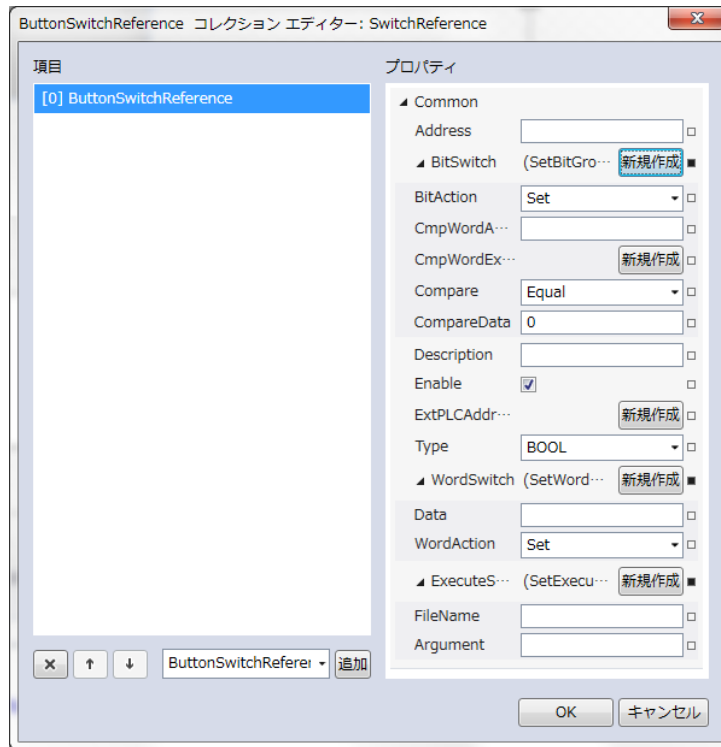 ButtonSwitchReference コレクション エディター: SwitchReference
項目
[0] ButtonSwitchReference
ButtonSwitchReferer
追加
プロパティ
Common
Address
BitSwitch (SetBitGro… 新規作成
BitAction Set
CmpWordA…
CmpWordEx… 新規作成
Compare Equal
CompareData 0
Description
Enable
ExtPLCAddr… 新規作成
Type BOOL
WordSwitch (SetWord… 新規作成
Data
WordAction Set
ExecuteS… (SetExecu… 新規作成
FileName
Argument
OK キャンセル